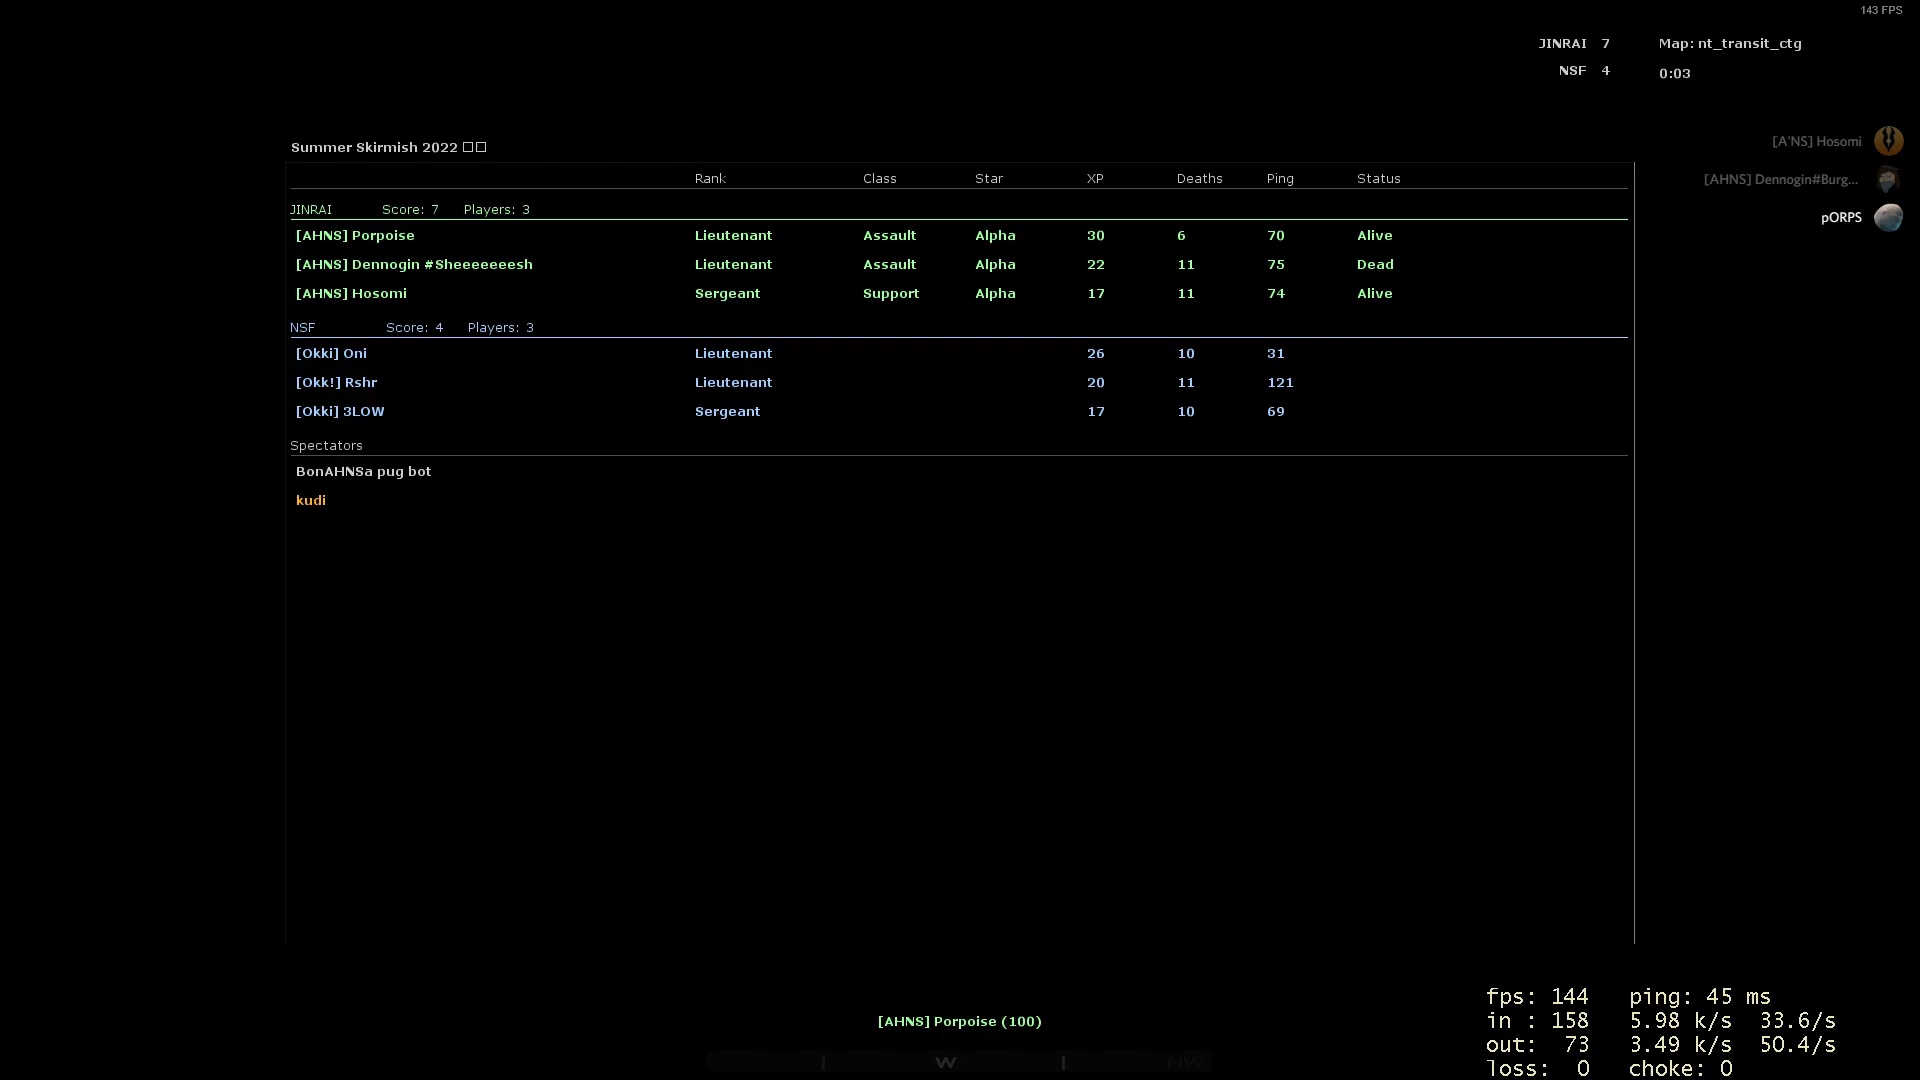 143 FPS
JINRAI 7 Map: nt_transit_ctg
NSF 4 0:03
[A'NS] Hosomi
[AHNS] Dennogin#Burg...
pORPS
Summer Skirmish 2022 □□
Rank Class Star XP Deaths Ping Status
JINRAI Score: 7 Players: 3
[AHNS] Porpoise Lieutenant Assault Alpha 30 6 70 Alive
[AHNS] Dennogin #Sheeeeeeesh Lieutenant Assault Alpha 22 11 75 Dead
[AHNS] Hosomi Sergeant Support Alpha 17 11 74 Alive
NSF Score: 4 Players: 3
[Okki] Oni Lieutenant 26 10 31
[Okk!] Rshr Lieutenant 20 11 121
[Okki] 3LOW Sergeant 17 10 69
Spectators
BonAHNSa pug bot
kudi
[AHNS] Porpoise (100)
| W | NW
fps: 144 ping: 45 ms
in : 158 5.98 k/s 33.6/s
out: 73 3.49 k/s 50.4/s
loss: 0 choke: 0